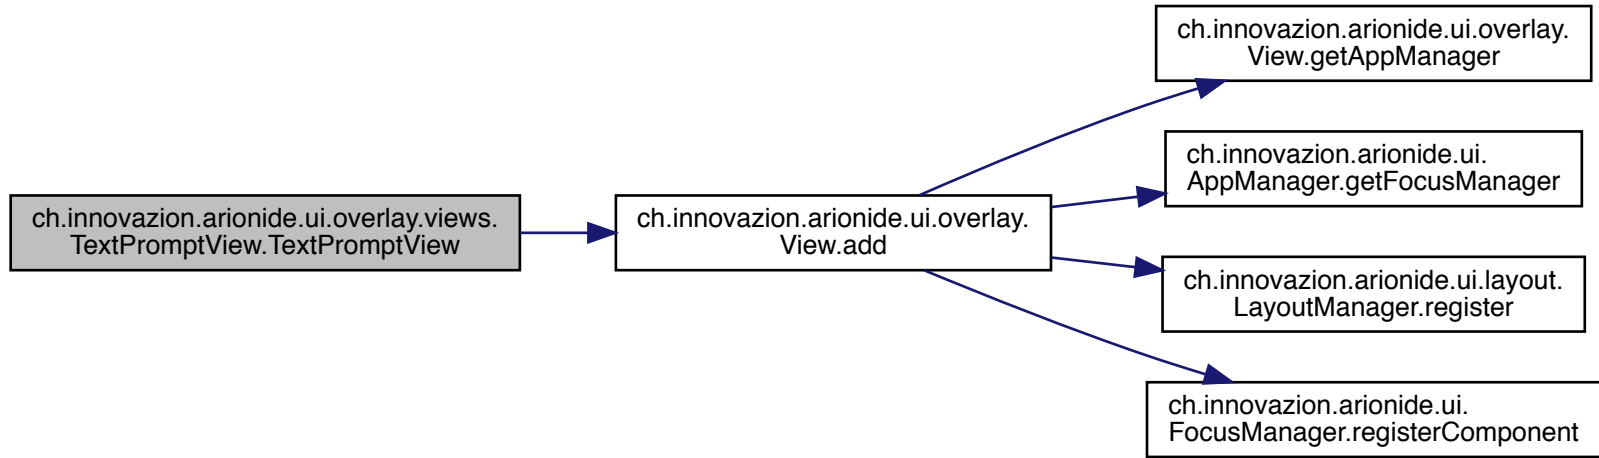 ch.innovazion.arionide.ui.overlay.views.
TextPromptView.TextPromptView
ch.innovazion.arionide.ui.overlay.
View.add
ch.innovazion.arionide.ui.overlay.
View.getAppManager
ch.innovazion.arionide.ui.
AppManager.getFocusManager
ch.innovazion.arionide.ui.layout.
LayoutManager.register
ch.innovazion.arionide.ui.
FocusManager.registerComponent